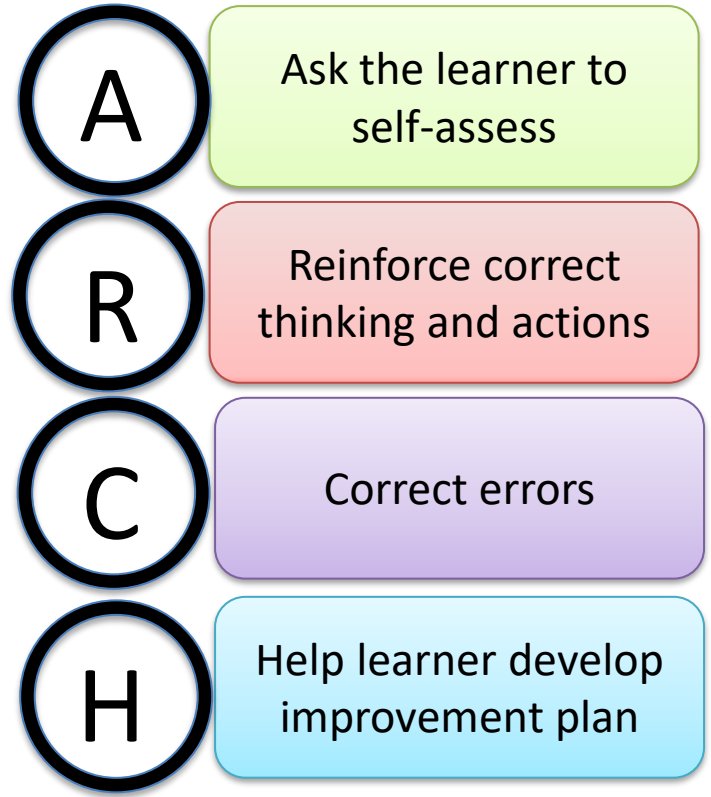 A
Ask the learner to
self-assess
R
Reinforce correct
thinking and actions
C
Correct errors
H
Help learner develop
improvement plan